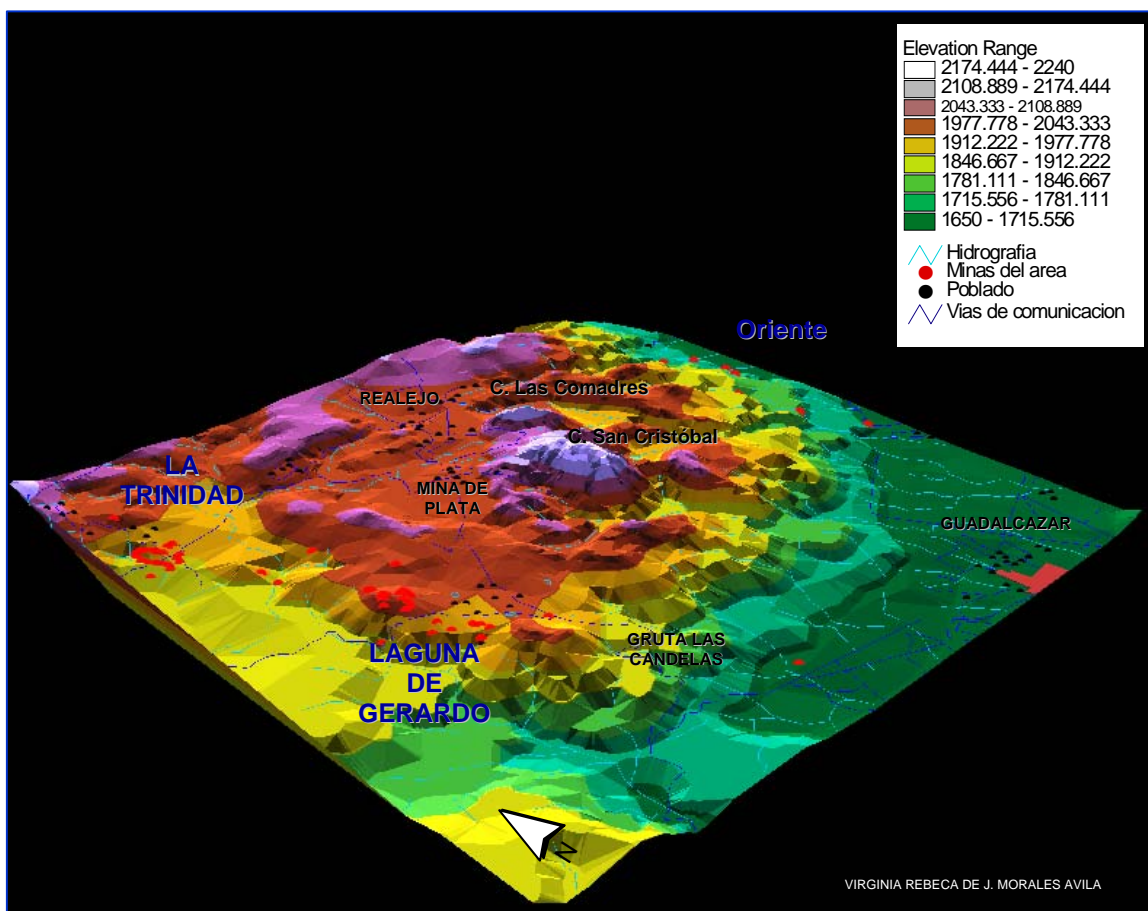 Elevation Range
2174.444 - 2240
2108.889 - 2174.444
2043.333 - 2108.889
1977.778 - 2043.333
1912.222 - 1977.778
1846.667 - 1912.222
1781.111 - 1846.667
1715.556 - 1781.111
1650 - 1715.556
Hidrografia
Minas del area
Poblado
Vias de comunicacion
Oriente
C. Las Comadres
REALEJO
C. San Cristóbal
LA
TRINIDAD
MINA DE
PLATA
GUADALCAZAR
GRUTA LAS
CANDELAS
LAGUNA
DE
GERARDO
N
VIRGINIA REBECA DE J. MORALES AVILA